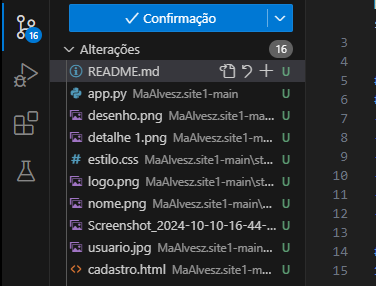 ✓ Confirmação
16
Alterações 16
README.md U
app.py MaAlvesz.site1-main U
desenho.png MaAlvesz.site1-ma... U
detalhe 1.png MaAlvesz.site1-m... U
estilo.css MaAlvesz.site1-main\st... U
logo.png MaAlvesz.site1-main\s... U
nome.png MaAlvesz.site1-main\... U
Screenshot_2024-10-10-16-44-... U
usuario.jpg MaAlvesz.site1-mai... U
cadastro.html MaAlvesz.site1-m... U
3
4
5
6
7
8
9
10
11
12
13
14
15